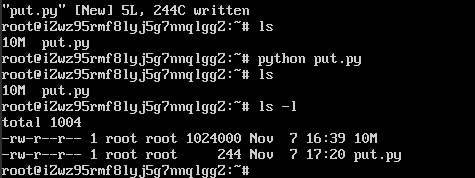 "put.py" [New] 5L, 244C written
root@iZwz95rmf8lyj5g7nnqlggZ:~# ls
10M  put.py
root@iZwz95rmf8lyj5g7nnqlggZ:~# python put.py
root@iZwz95rmf8lyj5g7nnqlggZ:~# ls
10M  put.py
root@iZwz95rmf8lyj5g7nnqlggZ:~# ls -l
total 1004
-rw-r--r-- 1 root root 1024000 Nov  7 16:39 10M
-rw-r--r-- 1 root root     244 Nov  7 17:20 put.py
root@iZwz95rmf8lyj5g7nnqlggZ:~#